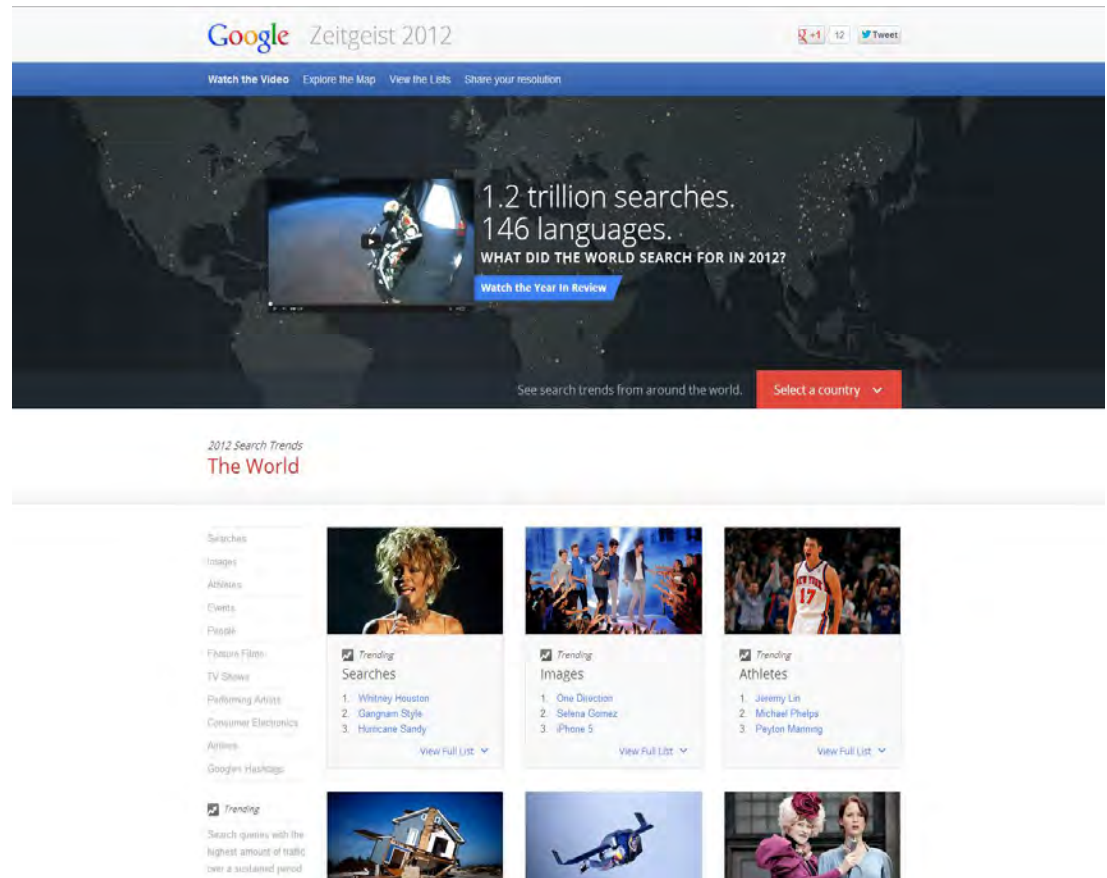 Google Zeitgeist 2012
+1 12 Tweet
Watch the Video Explore the Map View the Lists Share your resolution
1.2 trillion searches.
146 languages.
WHAT DID THE WORLD SEARCH FOR IN 2012?
Watch the Year In Review
See search trends from around the world. Select a country
2012 Search Trends
The World
Searches
Images
Athletes
Events
People
Feature Films
TV Shows
Performing Artists
Consumer Electronics
Airlines
Google+ Hashtags
Trending
Search queries with the
highest amount of traffic
over a sustained period
Trending
Searches
1. Whitney Houston
2. Gangnam Style
3. Hurricane Sandy
View Full List
Trending
Images
1. One Direction
2. Selena Gomez
3. iPhone 5
View Full List
NEW YORK
17
Trending
Athletes
1. Jeremy Lin
2. Michael Phelps
3. Peyton Manning
View Full List